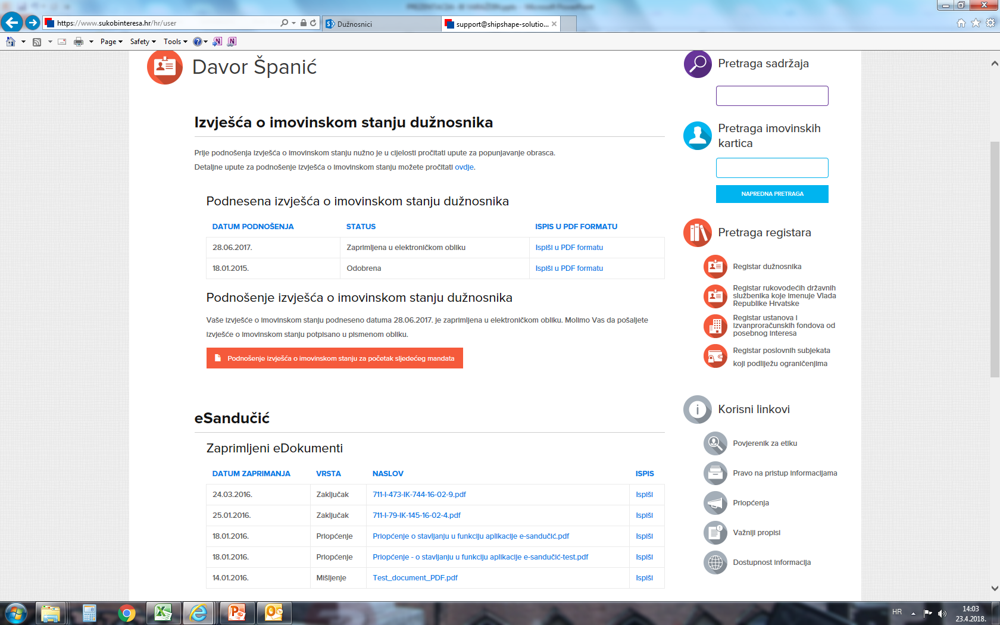 https://www.sukobinteresa.hr/hr/user
Dužnosnici
support@shipshape-solutio...
Page
Safety
Tools
Davor Španić
Izvješća o imovinskom stanju dužnosnika
Prije podnošenja izvješća o imovinskom stanju nužno je u cijelosti pročitati upute za popunjavanje obrasca.
Detaljne upute za podnošenje izvješća o imovinskom stanju možete pročitati ovdje.
Podnesena izvješća o imovinskom stanju dužnosnika
DATUM PODNOŠENJA STATUS ISPIS U PDF FORMATU
28.06.2017. Zaprimljena u elektroničkom obliku Ispiši u PDF formatu
18.01.2015. Odobrena Ispiši u PDF formatu
Podnošenje izvješća o imovinskom stanju dužnosnika
Vaše izvješće o imovinskom stanju podneseno datuma 28.06.2017. je zaprimljena u elektroničkom obliku. Molimo Vas da pošaljete
izvješće o imovinskom stanju potpisano u pismenom obliku.
Podnošenje izvješća o imovinskom stanju za početak sljedećeg mandata
eSandučić
Zaprimljeni eDokumenti
DATUM ZAPRIMANJA VRSTA NASLOV ISPIS
24.03.2016. Zaključak 711-I-473-IK-744-16-02-9.pdf Ispiši
25.01.2016. Zaključak 711-I-79-IK-145-16-02-4.pdf Ispiši
18.01.2016. Priopćenje Priopćenje o stavljanju u funkciju aplikacije e-sandučić.pdf Ispiši
18.01.2016. Priopćenje Priopćenje - o stavljanju u funkciju aplikacije e-sandučić-test.pdf Ispiši
14.01.2016. Mišljenje Test_document_PDF.pdf Ispiši
Pretraga sadržaja
Pretraga imovinskih
kartica
NAPREDNA PRETRAGA
Pretraga registara
Registar dužnosnika
Registar rukovodećih državnih
službenika koje imenuje Vlada
Republike Hrvatske
Registar ustanova i
izvanproračunskih fondova od
posebnog interesa
Registar poslovnih subjekata
koji podliježu ograničenjima
Korisni linkovi
Povjerenik za etiku
Pravo na pristup informacijama
Priopćenja
Važniji propisi
Dostupnost informacija
HR
14:03
23.4.2018.